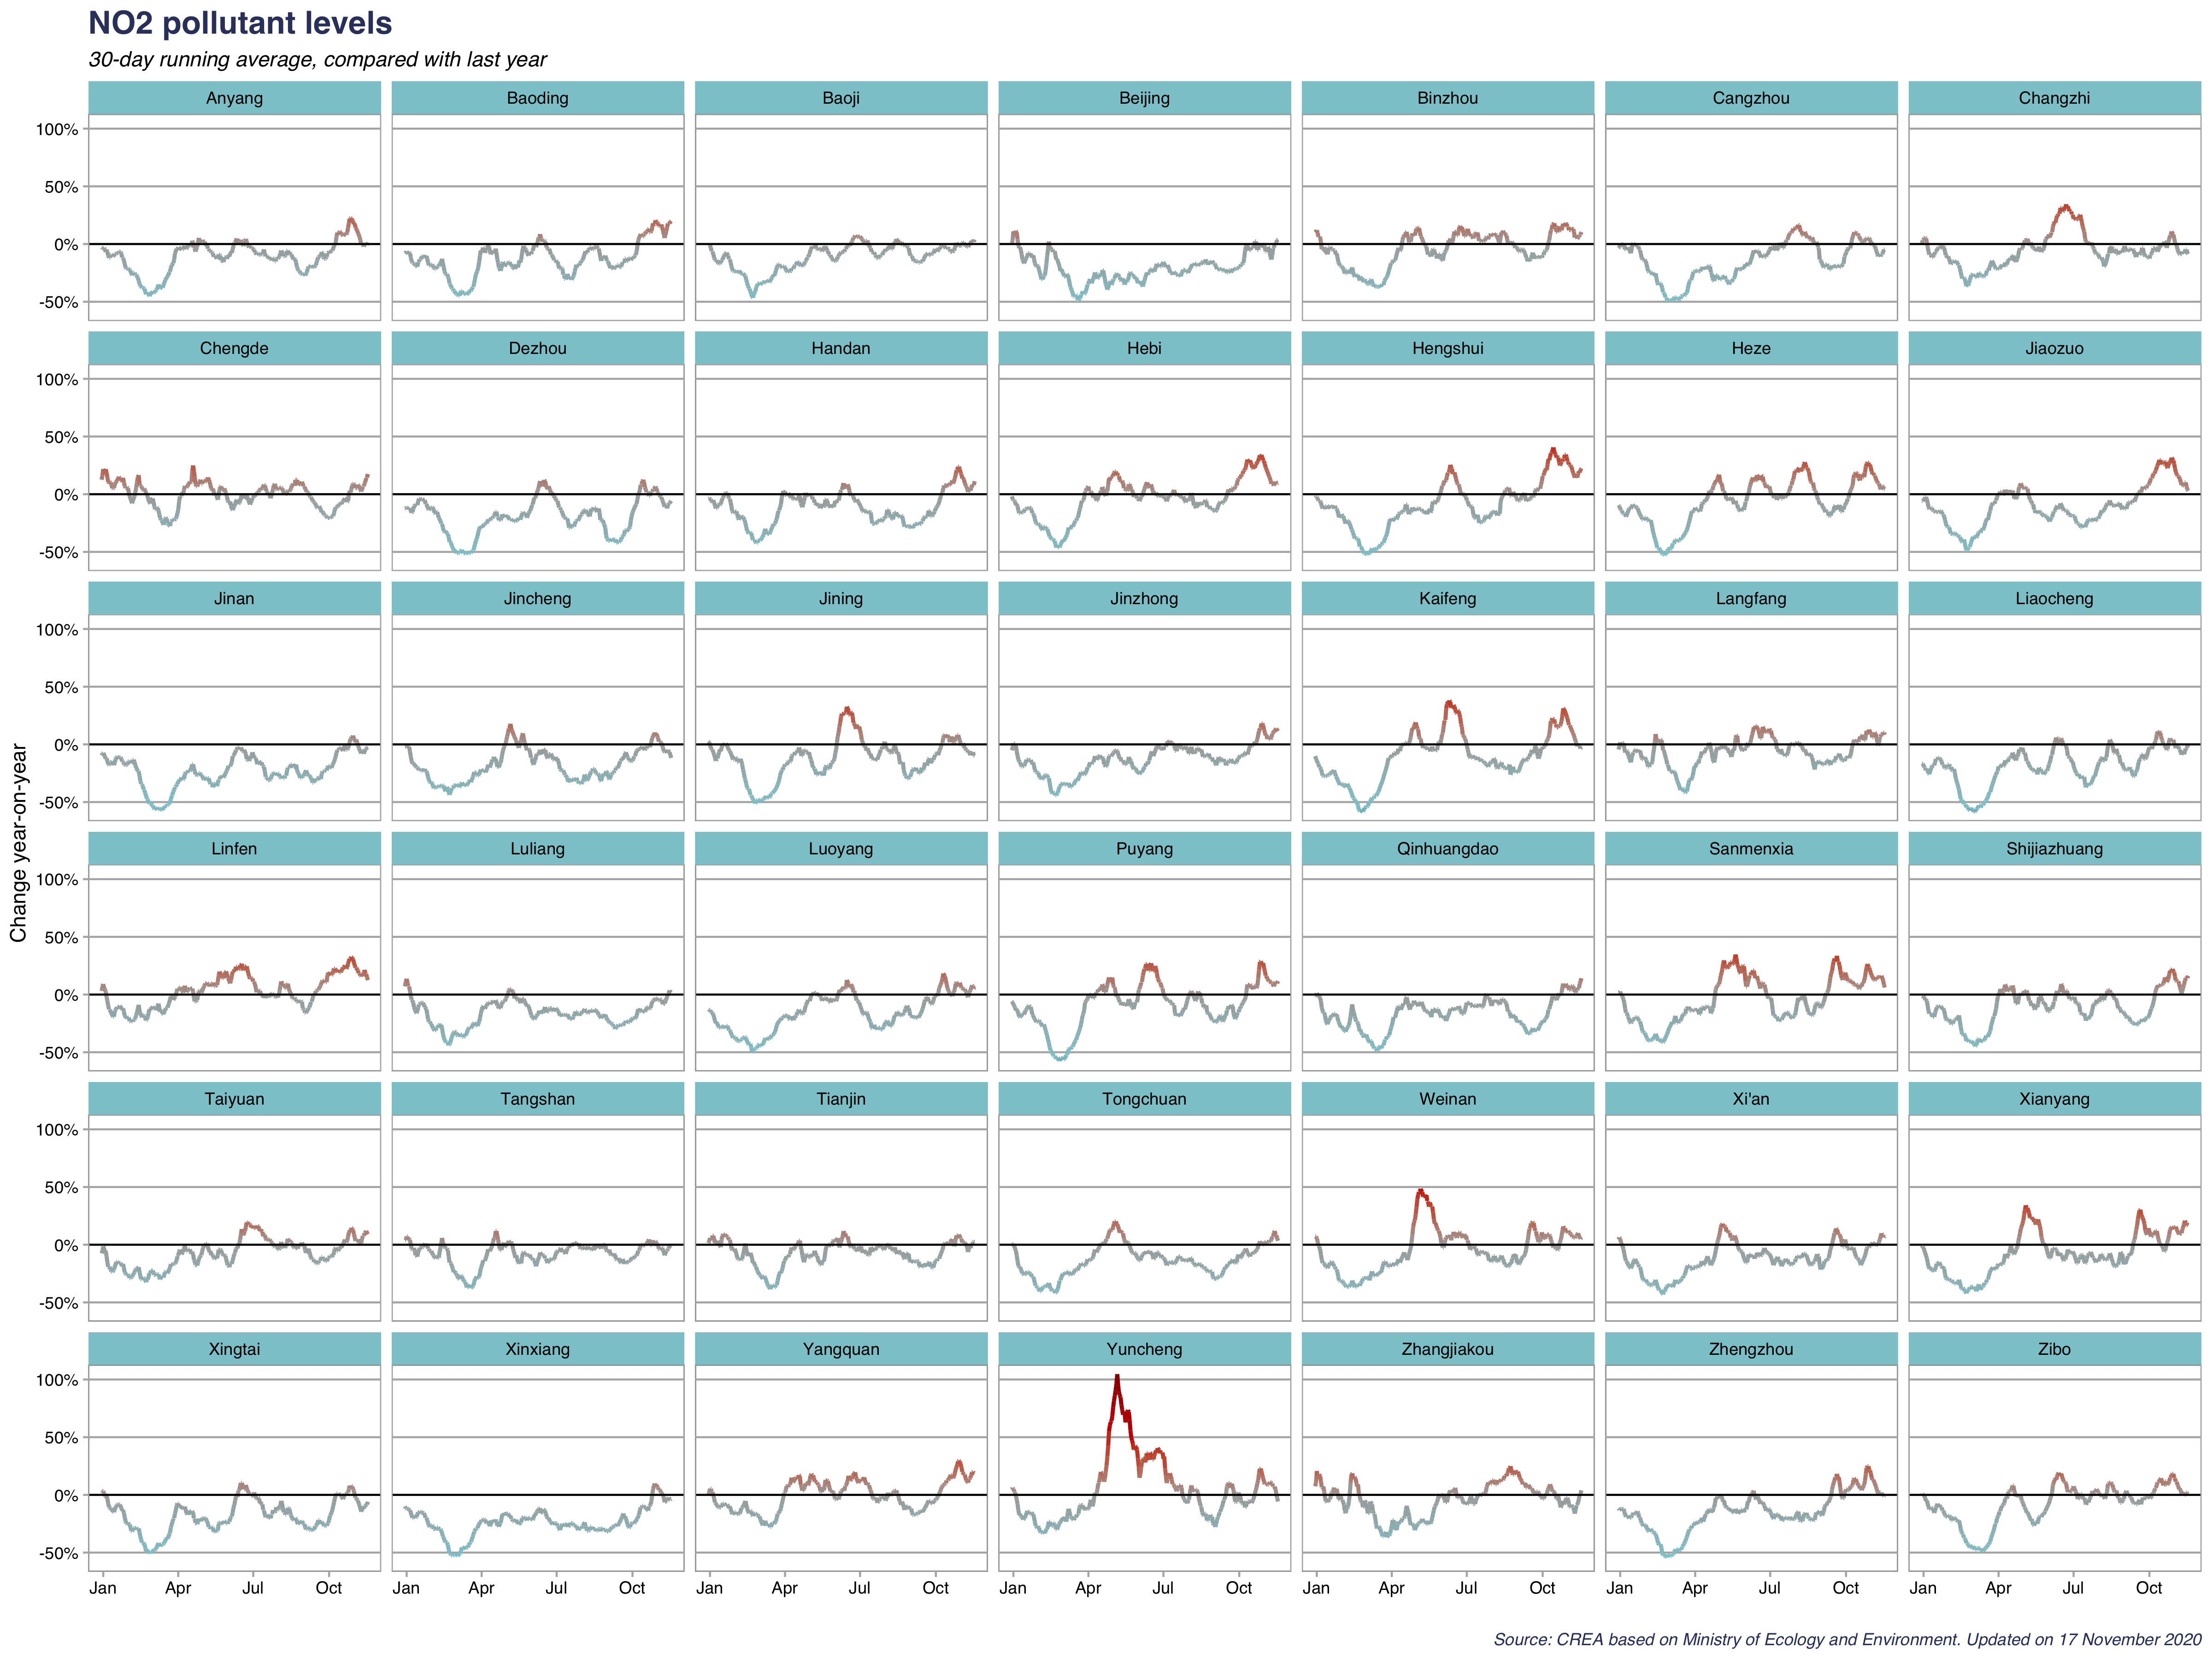 NO2 pollutant levels
30-day running average, compared with last year
Anyang Baoding Baoji Beijing Binzhou Cangzhou Changzhi
100%
50%
0%
-50%
Chengde Dezhou Handan Hebi Hengshui Heze Jiaozuo
100%
50%
0%
-50%
Jinan Jincheng Jining Jinzhong Kaifeng Langfang Liaocheng
100%
50%
0%
-50%
Change year-on-year
Linfen Luliang Luoyang Puyang Qinhuangdao Sanmenxia Shijiazhuang
100%
50%
0%
-50%
Taiyuan Tangshan Tianjin Tongchuan Weinan Xi'an Xianyang
100%
50%
0%
-50%
Xingtai Xinxiang Yangquan Yuncheng Zhangjiakou Zhengzhou Zibo
100%
50%
0%
-50%
Jan Apr Jul Oct Jan Apr Jul Oct Jan Apr Jul Oct Jan Apr Jul Oct Jan Apr Jul Oct Jan Apr Jul Oct Jan Apr Jul Oct
Source: CREA based on Ministry of Ecology and Environment. Updated on 17 November 2020